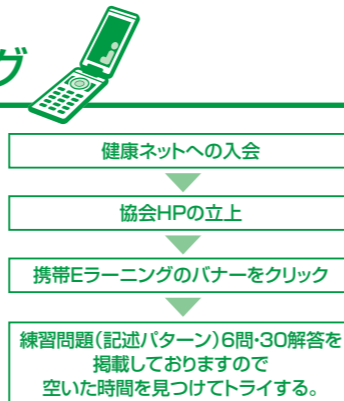 グ
健康ネットへの入会
協会HPの立上
携帯Eラーニングのバナーをクリック
練習問題(記述パターン)6問・30解答を
掲載しておりますので
空いた時間を見つけてトライする。